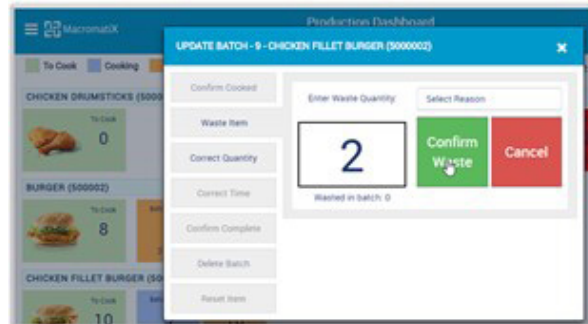 MacromatiX
Production Dashboard
To Cook
Cooking
CHICKEN DRUMSTICKS (5000
To Cook
0
BURGER (500002)
To Cook
8
CHICKEN FILLET BURGER (50
To Cook
10
UPDATE BATCH - 9 - CHICKEN FILLET BURGER (5000002)
×
Confirm Cooked
Waste Item
Correct Quantity
Correct Time
Confirm Complete
Delete Batch
Reset Item
Enter Waste Quantity:
Select Reason
2
Wasted in batch: 0
Confirm
Waste
Cancel